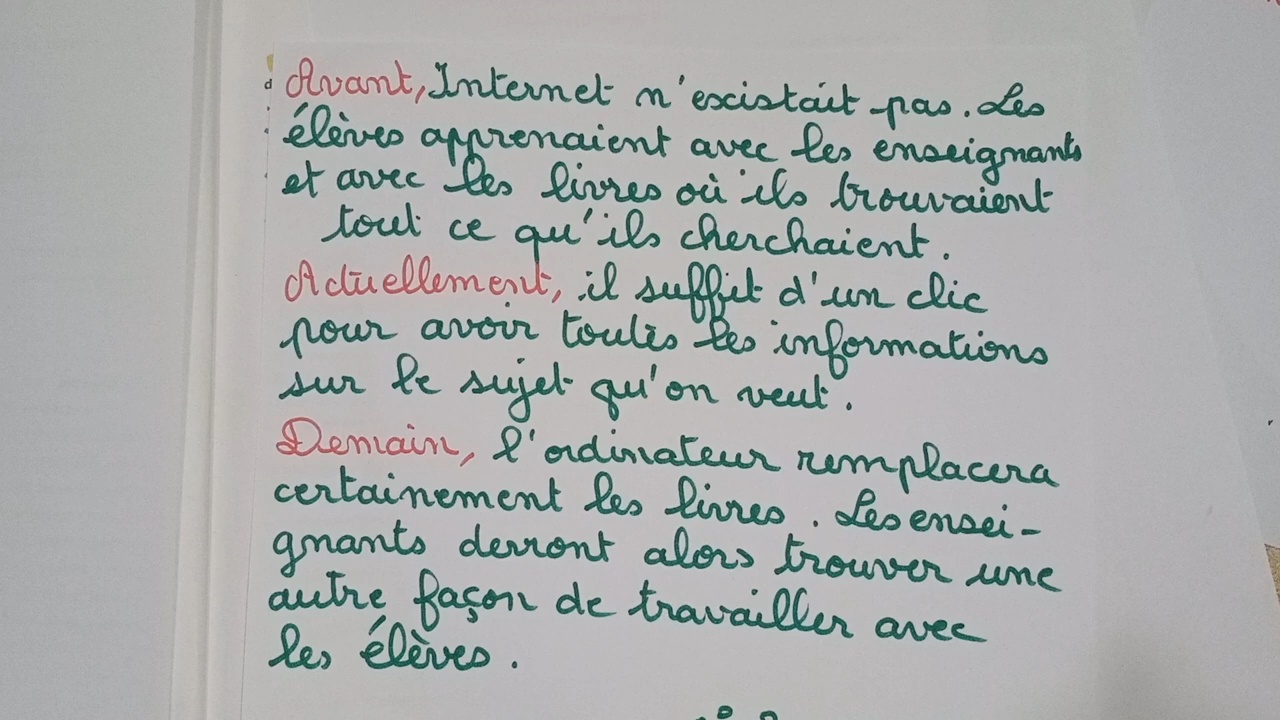 Avant, Internet n'existait pas. Les
élèves apprenaient avec les enseignants
et avec les livres où ils trouvaient
tout ce qu'ils cherchaient.
Actuellement, il suffit d'un clic
pour avoir toutes les informations
sur le sujet qu'on veut.
Demain, l'ordinateur remplacera
certainement les livres. Les ensei-
gnants devront alors trouver une
autre façon de travailler avec
les élèves.